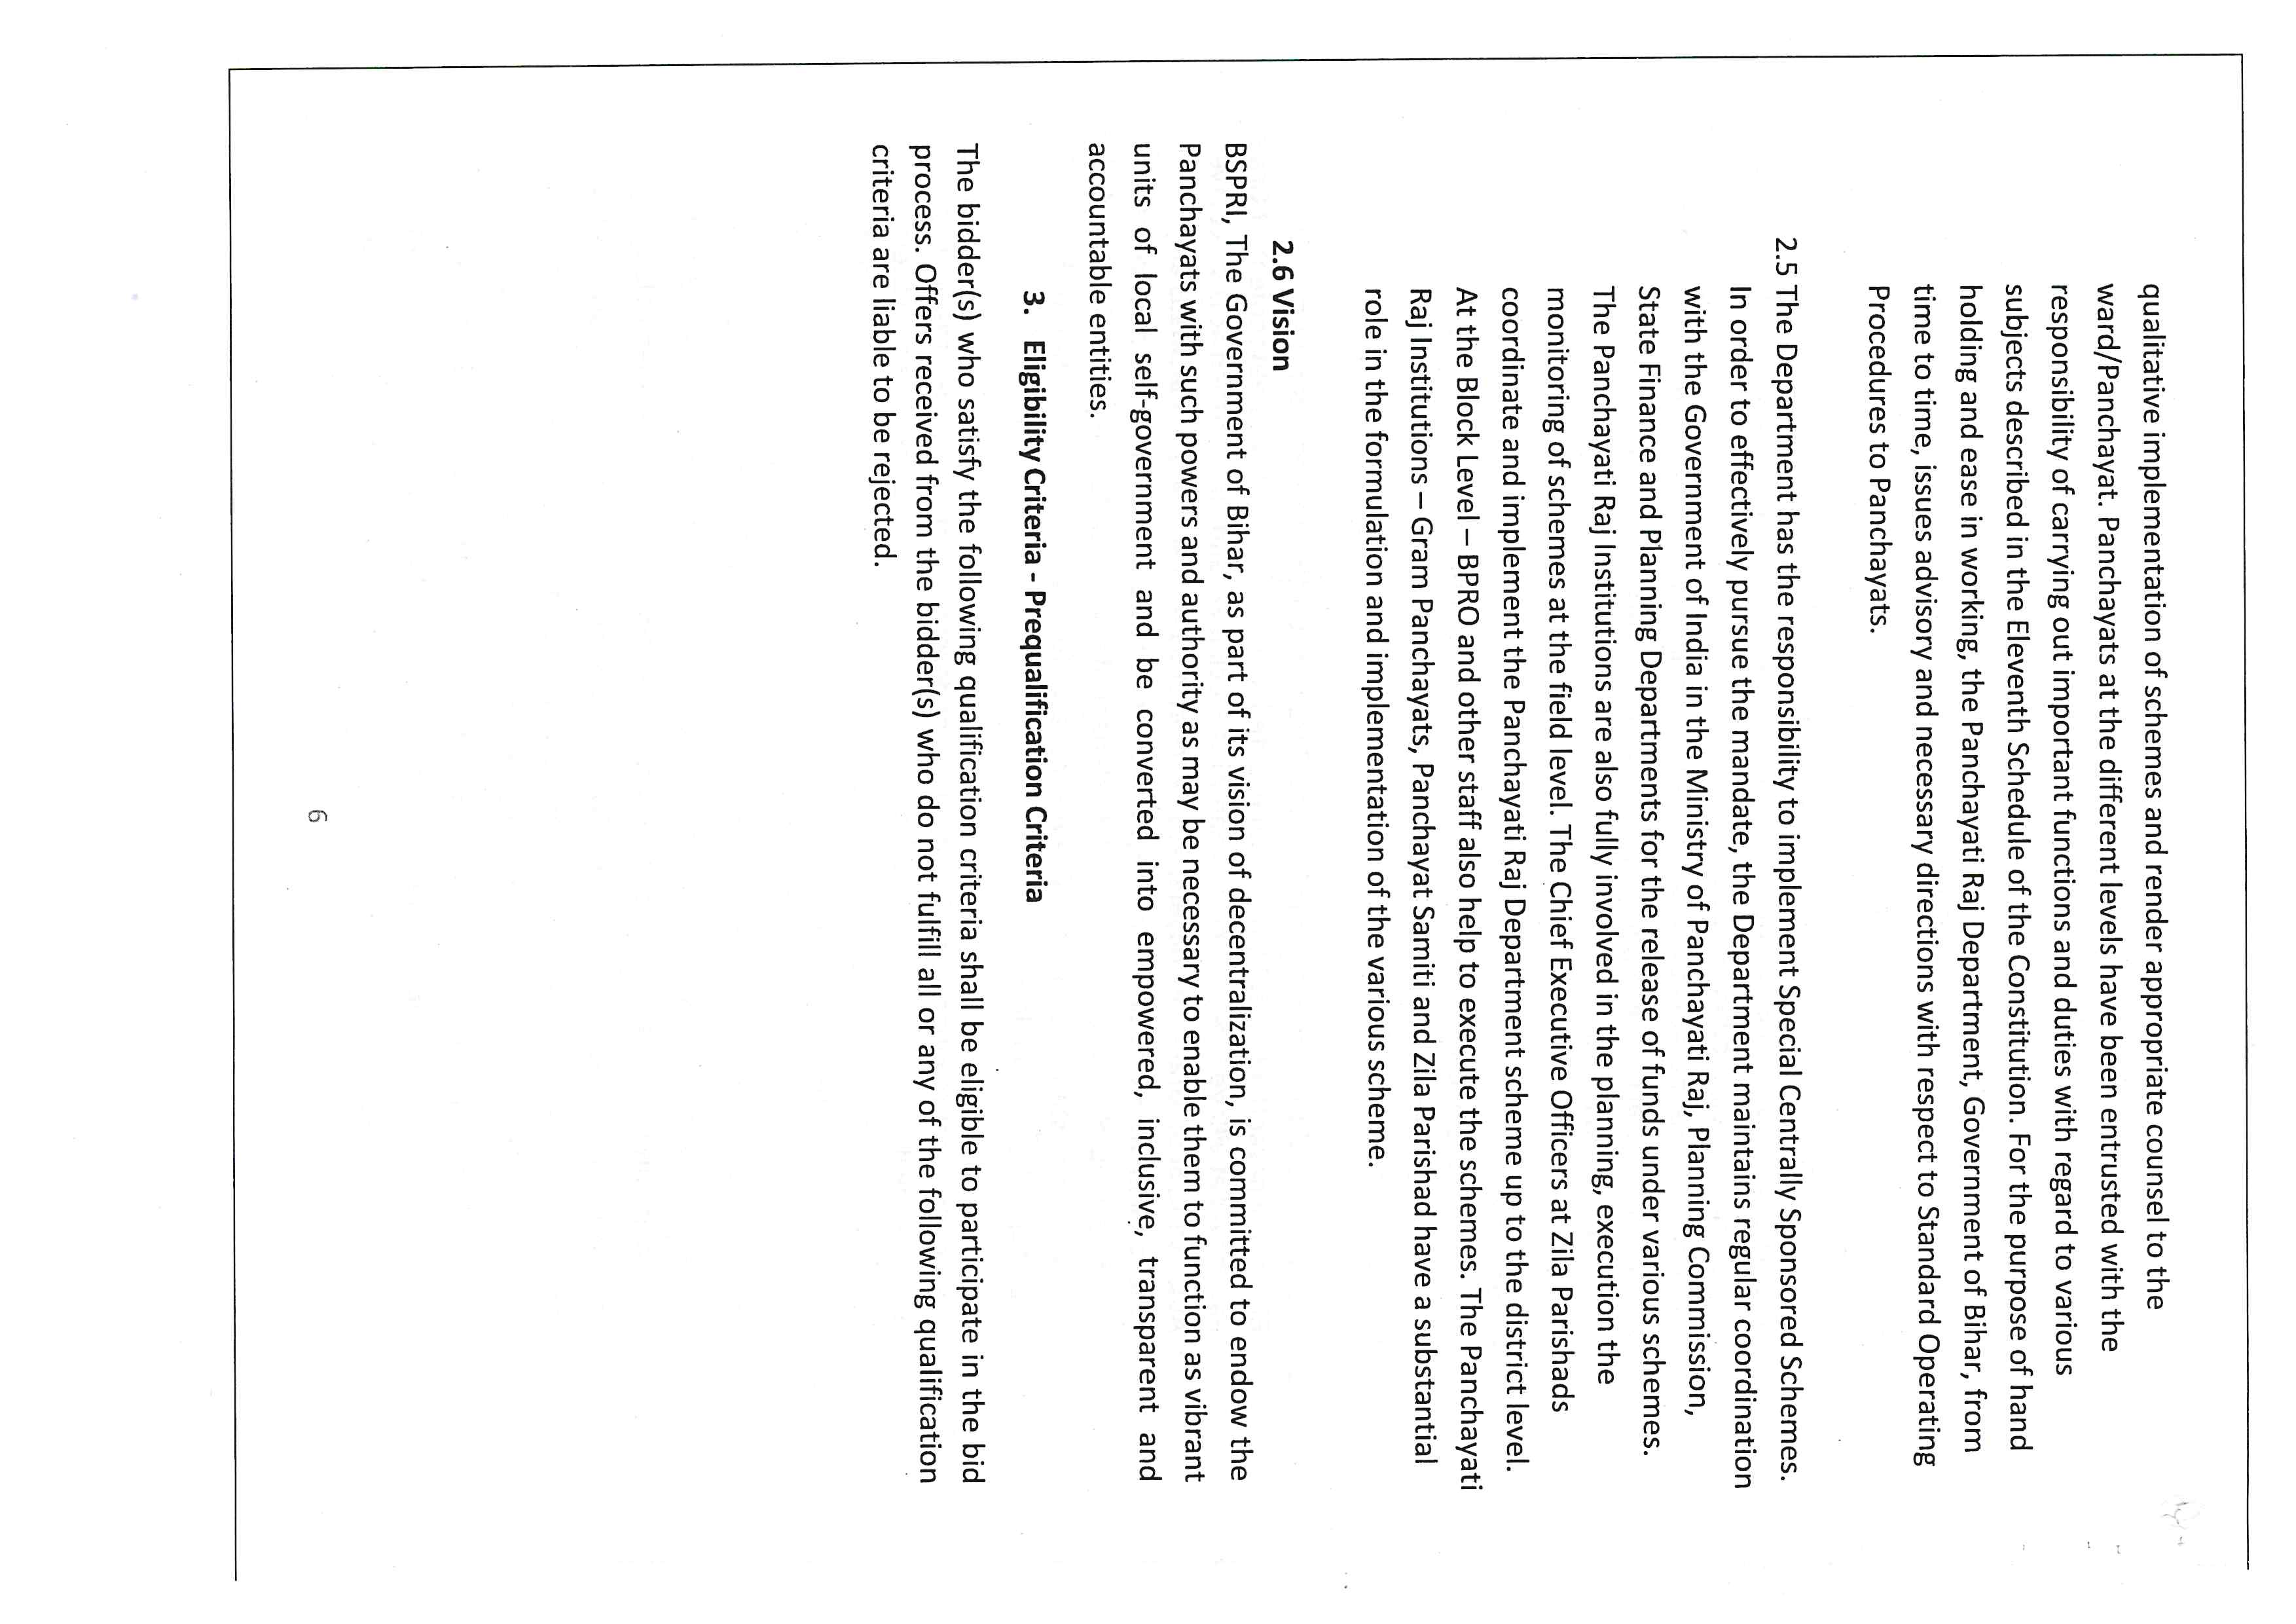 qualitative implementation of schemes and render appropriate counsel to the
ward/Panchayat. Panchayats at the different levels have been entrusted with the
responsibility of carrying out important functions and duties with regard to various
subjects described in the Eleventh Schedule of the Constitution. For the purpose of hand
holding and ease in working, the Panchayati Raj Department, Government of Bihar, from
time to time, issues advisory and necessary directions with respect to Standard Operating
Procedures to Panchayats.
2.5 The Department has the responsibility to implement Special Centrally Sponsored Schemes.
In order to effectively pursue the mandate, the Department maintains regular coordination
with the Government of India in the Ministry of Panchayati Raj, Planning Commission,
State Finance and Planning Departments for the release of funds under various schemes.
The Panchayati Raj Institutions are also fully involved in the planning, execution the
monitoring of schemes at the field level. The Chief Executive Officers at Zila Parishads
coordinate and implement the Panchayati Raj Department scheme up to the district level.
At the Block Level – BPRO and other staff also help to execute the schemes. The Panchayati
Raj Institutions – Gram Panchayats, Panchayat Samiti and Zila Parishad have a substantial
role in the formulation and implementation of the various scheme.
2.6 Vision
BSPRI, The Government of Bihar, as part of its vision of decentralization, is committed to endow the
Panchayats with such powers and authority as may be necessary to enable them to function as vibrant
units of local self-government and be converted into empowered, inclusive, transparent and
accountable entities.
3. Eligibility Criteria - Prequalification Criteria
The bidder(s) who satisfy the following qualification criteria shall be eligible to participate in the bid
process. Offers received from the bidder(s) who do not fulfill all or any of the following qualification
criteria are liable to be rejected.
6